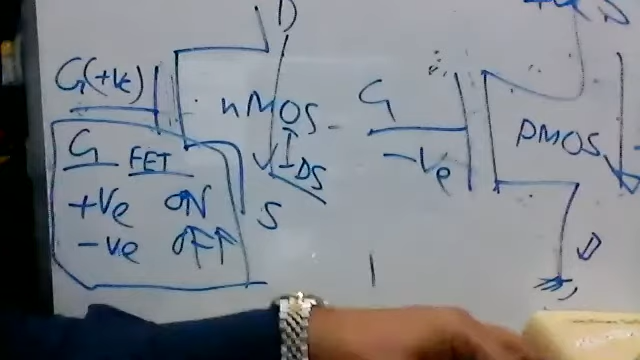 D
G(+ve)
nMOS
I_DS
S
G FET
+ve ON
-ve OFF
G
-ve
PMOS
D